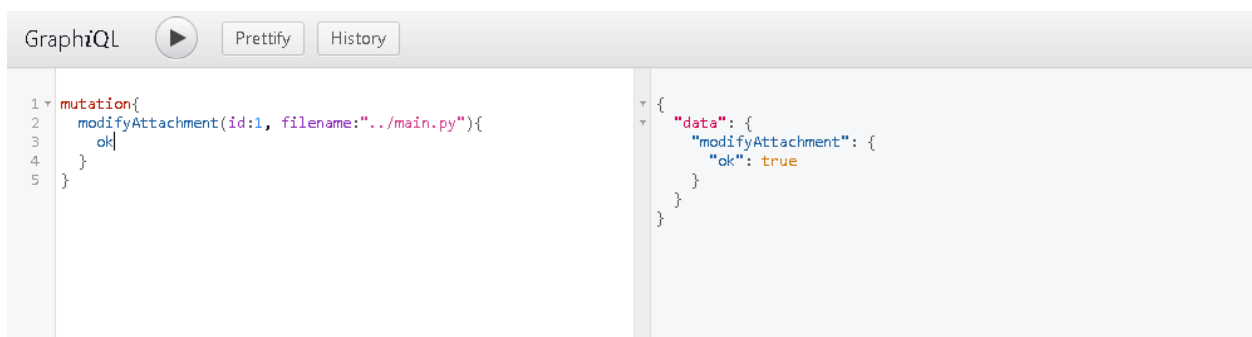 GraphiQL Prettify History
1 mutation{
2 modifyAttachment(id:1, filename:"../main.py"){
3 ok
4 }
5 }
{
"data": {
"modifyAttachment": {
"ok": true
}
}
}